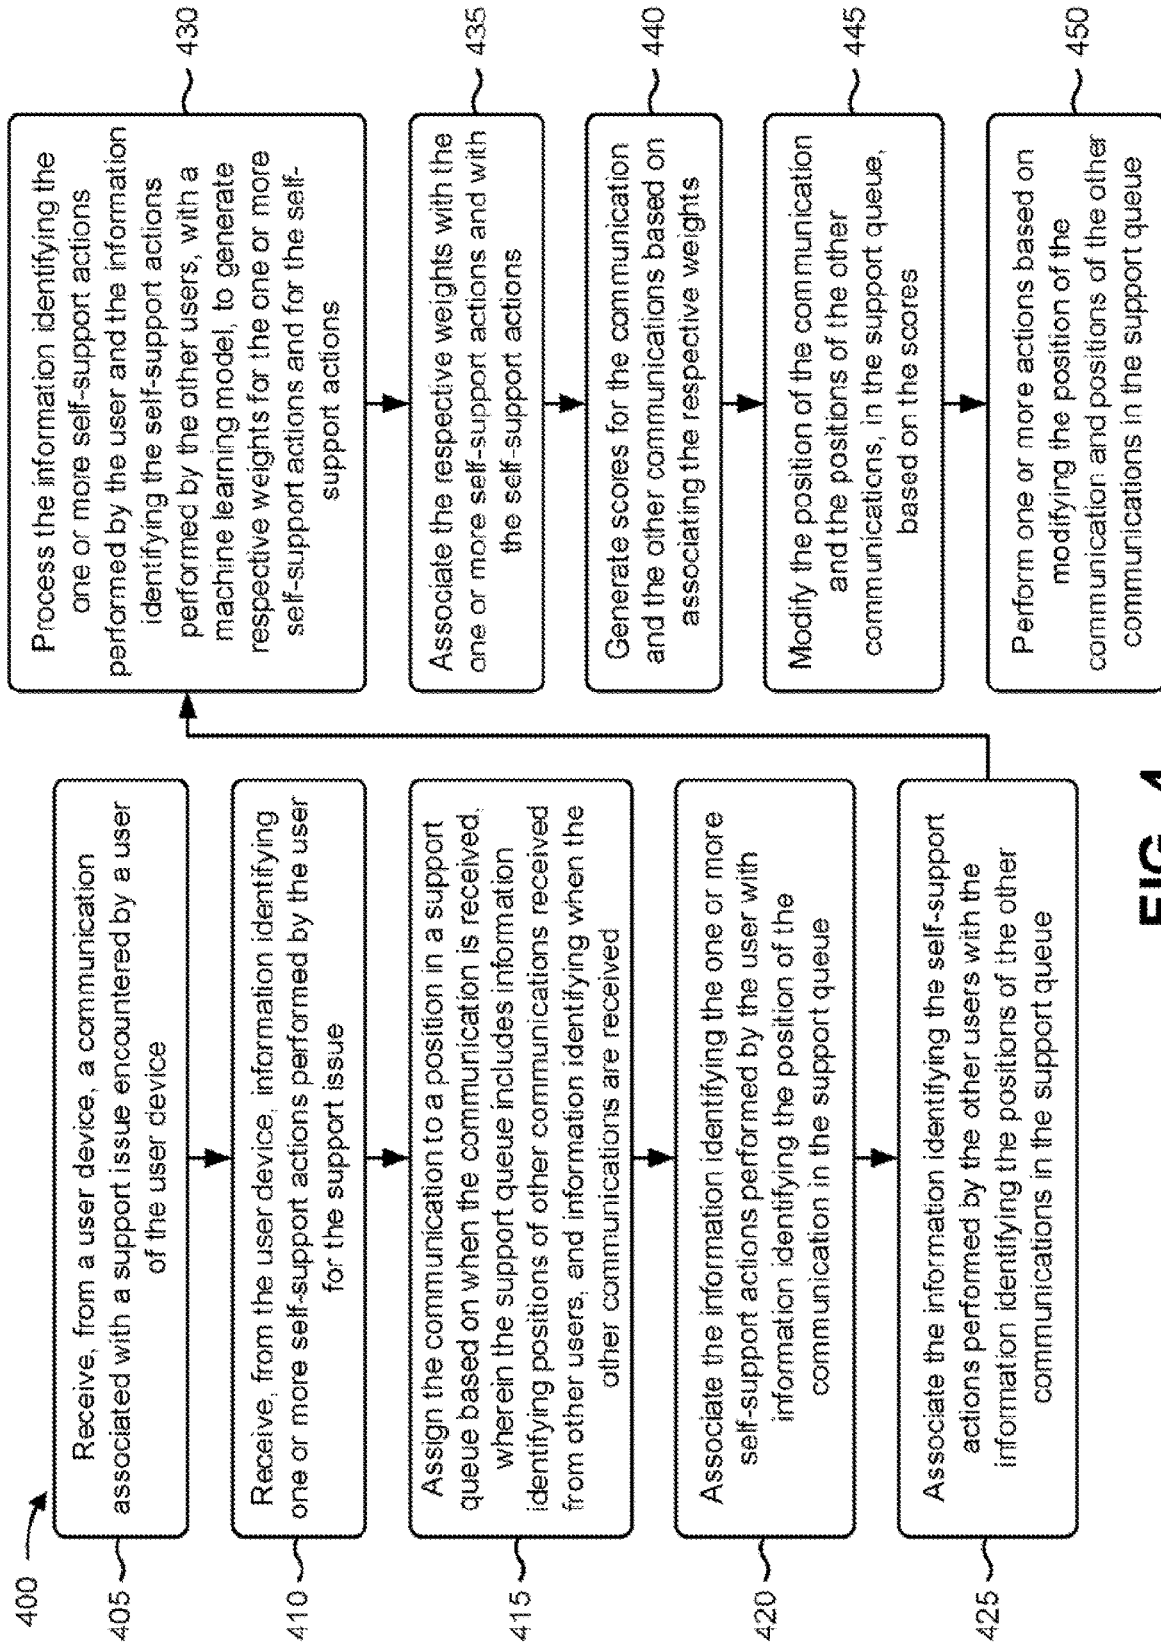 400
405
Receive, from a user device, a communication
associated with a support issue encountered by a user
of the user device
410
Receive, from the user device, information identifying
one or more self-support actions performed by the user
for the support issue
415
Assign the communication to a position in a support
queue based on when the communication is received,
wherein the support queue includes information
identifying positions of other communications received
from other users, and information identifying when the
other communications are received
420
Associate the information identifying the one or more
self-support actions performed by the user with
information identifying the position of the
communication in the support queue
425
Associate the information identifying the self-support
actions performed by the other users with the
information identifying the positions of the other
communications in the support queue
430
Process the information identifying the
one or more self-support actions
performed by the user and the information
identifying the self-support actions
performed by the other users, with a
machine learning model, to generate
respective weights for the one or more
self-support actions and for the self-
support actions
435
Associate the respective weights with the
one or more self-support actions and with
the self-support actions
440
Generate scores for the communication
and the other communications based on
associating the respective weights
445
Modify the position of the communication
and the positions of the other
communications, in the support queue,
based on the scores
450
Perform one or more actions based on
modifying the position of the
communication and positions of the other
communications in the support queue
FIG. 4